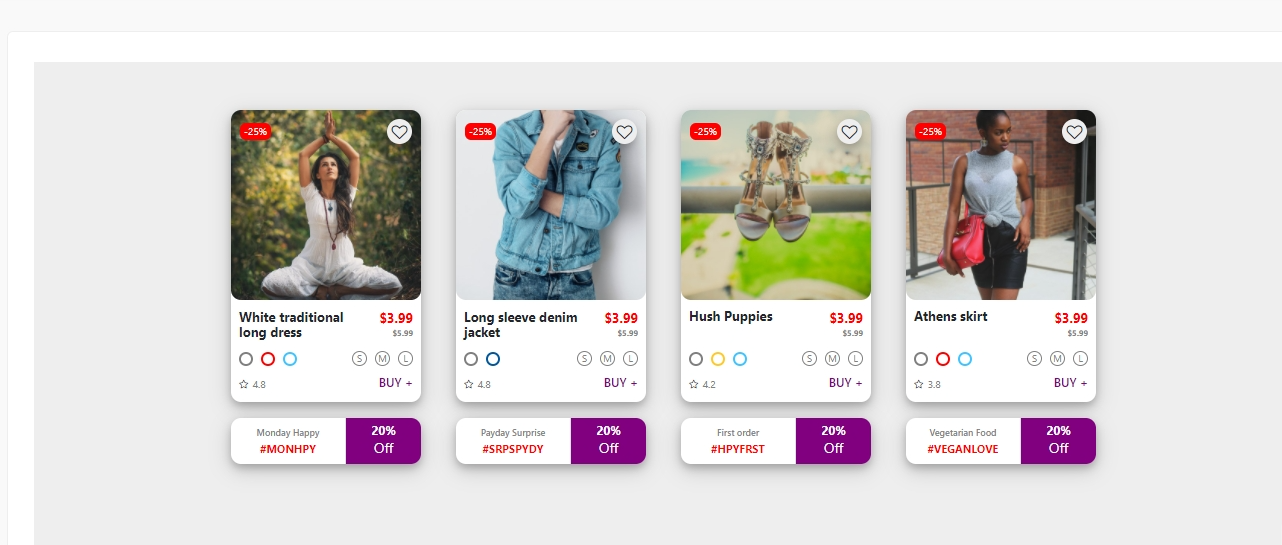 -25%
White traditional
long dress
$3.99
$5.99
S M L
4.8
BUY +
-25%
Long sleeve denim
jacket
$3.99
$5.99
S M L
4.8
BUY +
-25%
Hush Puppies
$3.99
$5.99
S M L
4.2
BUY +
-25%
Athens skirt
$3.99
$5.99
S M L
3.8
BUY +
Monday Happy
#MONHPY
20%
Off
Payday Surprise
#SRPSPYDY
20%
Off
First order
#HPYFRST
20%
Off
Vegetarian Food
#VEGANLOVE
20%
Off